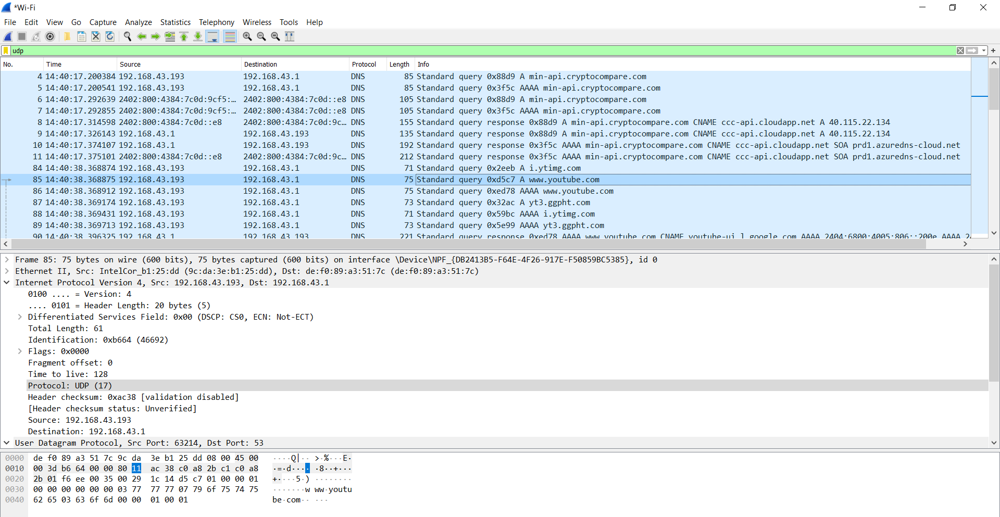 *Wi-Fi
File Edit View Go Capture Analyze Statistics Telephony Wireless Tools Help
udp
No. Time Source Destination Protocol Length Info
4 14:40:17.200384 192.168.43.193 192.168.43.1 DNS 85 Standard query 0x88d9 A min-api.cryptocompare.com
5 14:40:17.200541 192.168.43.193 192.168.43.1 DNS 85 Standard query 0x3f5c AAAA min-api.cryptocompare.com
6 14:40:17.292639 2402:800:4384:7c0d:9cf5:… 2402:800:4384:7c0d::e8 DNS 105 Standard query 0x88d9 A min-api.cryptocompare.com
7 14:40:17.292855 2402:800:4384:7c0d:9cf5:… 2402:800:4384:7c0d::e8 DNS 105 Standard query 0x3f5c AAAA min-api.cryptocompare.com
8 14:40:17.314598 2402:800:4384:7c0d::e8 2402:800:4384:7c0d:9c… DNS 155 Standard query response 0x88d9 A min-api.cryptocompare.com CNAME ccc-api.cloudapp.net A 40.115.22.134
9 14:40:17.326143 192.168.43.1 192.168.43.193 DNS 135 Standard query response 0x88d9 A min-api.cryptocompare.com CNAME ccc-api.cloudapp.net A 40.115.22.134
10 14:40:17.374107 192.168.43.1 192.168.43.193 DNS 192 Standard query response 0x3f5c AAAA min-api.cryptocompare.com CNAME ccc-api.cloudapp.net SOA prd1.azuredns-cloud.net
11 14:40:17.375101 2402:800:4384:7c0d::e8 2402:800:4384:7c0d:9c… DNS 212 Standard query response 0x3f5c AAAA min-api.cryptocompare.com CNAME ccc-api.cloudapp.net SOA prd1.azuredns-cloud.net
84 14:40:38.368874 192.168.43.193 192.168.43.1 DNS 71 Standard query 0x2eeb A i.ytimg.com
85 14:40:38.368875 192.168.43.193 192.168.43.1 DNS 75 Standard query 0xd5c7 A www.youtube.com
86 14:40:38.368912 192.168.43.193 192.168.43.1 DNS 75 Standard query 0xed78 AAAA www.youtube.com
87 14:40:38.369174 192.168.43.193 192.168.43.1 DNS 73 Standard query 0x32ac A yt3.ggpht.com
88 14:40:38.369431 192.168.43.193 192.168.43.1 DNS 71 Standard query 0x59bc AAAA i.ytimg.com
89 14:40:38.369713 192.168.43.193 192.168.43.1 DNS 73 Standard query 0x5e99 AAAA yt3.ggpht.com
90 14:40:38.396325 192.168.43.1 192.168.43.193 DNS 221 Standard query response 0xed78 AAAA www.youtube.com CNAME youtube-ui.l.google.com AAAA 2404:6800:4005:806::200e AAAA
Frame 85: 75 bytes on wire (600 bits), 75 bytes captured (600 bits) on interface \Device\NPF_{DB2413B5-F64E-4F26-917E-F50859BC5385}, id 0
Ethernet II, Src: IntelCor_b1:25:dd (9c:da:3e:b1:25:dd), Dst: de:f0:89:a3:51:7c (de:f0:89:a3:51:7c)
Internet Protocol Version 4, Src: 192.168.43.193, Dst: 192.168.43.1
0100 .... = Version: 4
.... 0101 = Header Length: 20 bytes (5)
Differentiated Services Field: 0x00 (DSCP: CS0, ECN: Not-ECT)
Total Length: 61
Identification: 0xb664 (46692)
Flags: 0x0000
Fragment offset: 0
Time to live: 128
Protocol: UDP (17)
Header checksum: 0xac38 [validation disabled]
[Header checksum status: Unverified]
Source: 192.168.43.193
Destination: 192.168.43.1
User Datagram Protocol, Src Port: 63214, Dst Port: 53
0000 de f0 89 a3 51 7c 9c da 3e b1 25 dd 08 00 45 00 ····Q|·· >·%···E·
0010 00 3d b6 64 00 00 80 11 ac 38 c0 a8 2b c1 c0 a8 ·=·d···· ·8··+···
0020 2b 01 f6 ee 00 35 00 29 1c 14 d5 c7 01 00 00 01 +····5·) ········
0030 00 00 00 00 00 00 03 77 77 77 07 79 6f 75 74 75 ·······w ww·youtu
0040 62 65 03 63 6f 6d 00 00 01 00 01 be·com·· ···